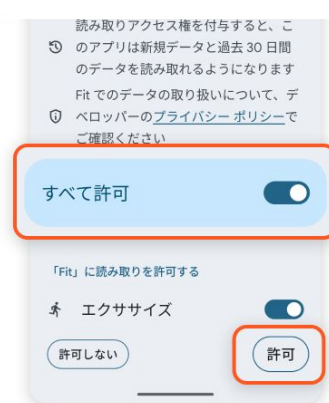 読み取りアクセス権を付与すると、こ
のアプリは新規データと過去 30 日間
のデータを読み取れるようになります
Fit でのデータの取り扱いについて、デ
ベロッパーのプライバシー ポリシーで
ご確認ください
すべて許可
「Fit」に読み取りを許可する
エクササイズ
許可しない
許可